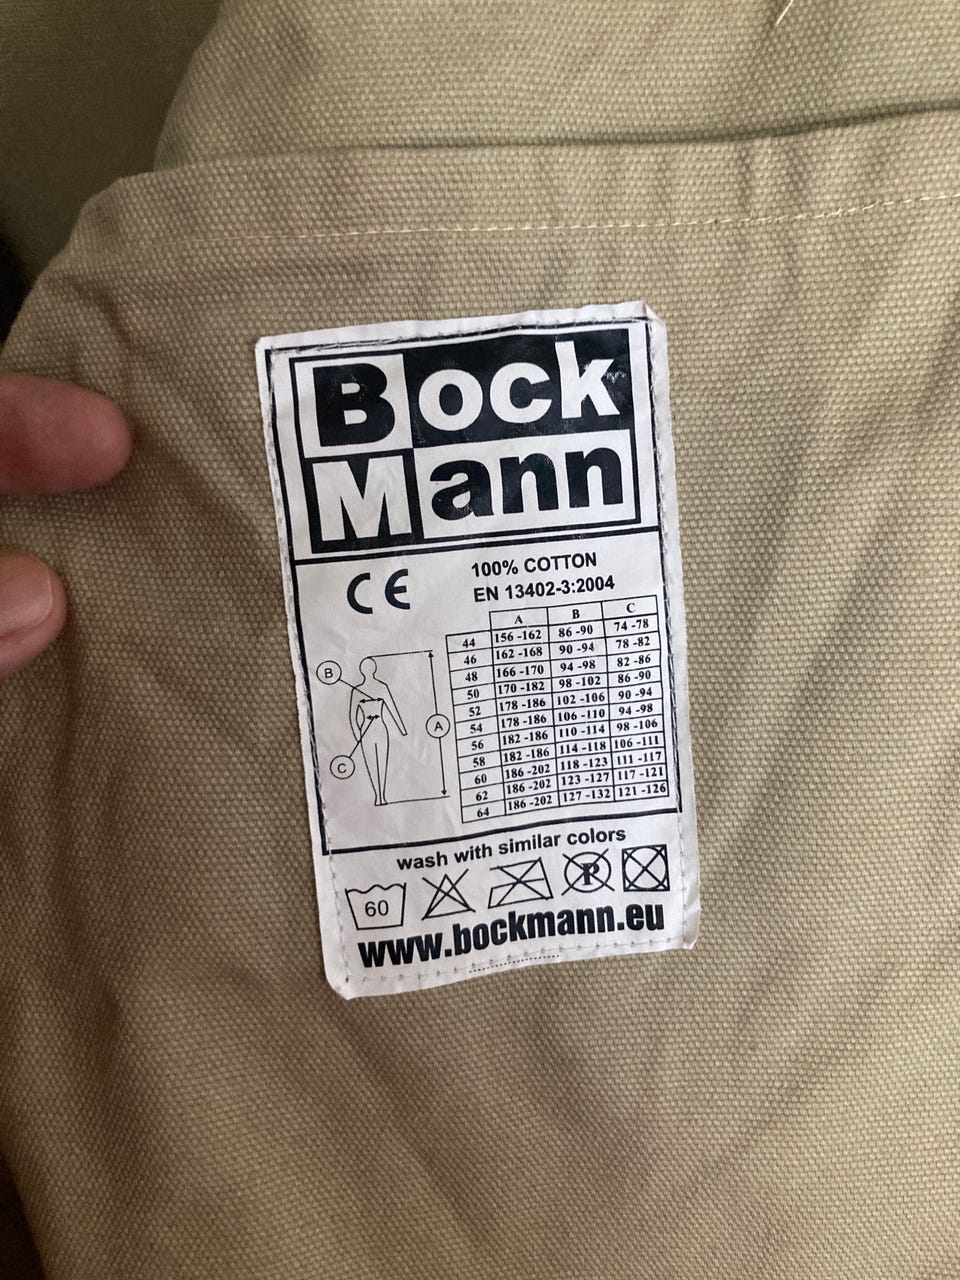 Bock
Mann
CE
100% COTTON
EN 13402-3:2004
A B C
44 156 -162 86 -90 74 -78
46 162 -168 90 -94 78 -82
48 166 -170 94 -98 82 -86
50 170 -182 98 -102 86 -90
52 178 -186 102 -106 90 -94
54 178 -186 106 -110 94 -98
56 182 -186 110 -114 98 -106
58 182 -186 114 -118 106 -111
60 186 -202 118 -123 111 -117
62 186 -202 123 -127 117 -121
64 186 -202 127 -132 121 -126
B
A
C
wash with similar colors
60 P
www.bockmann.eu